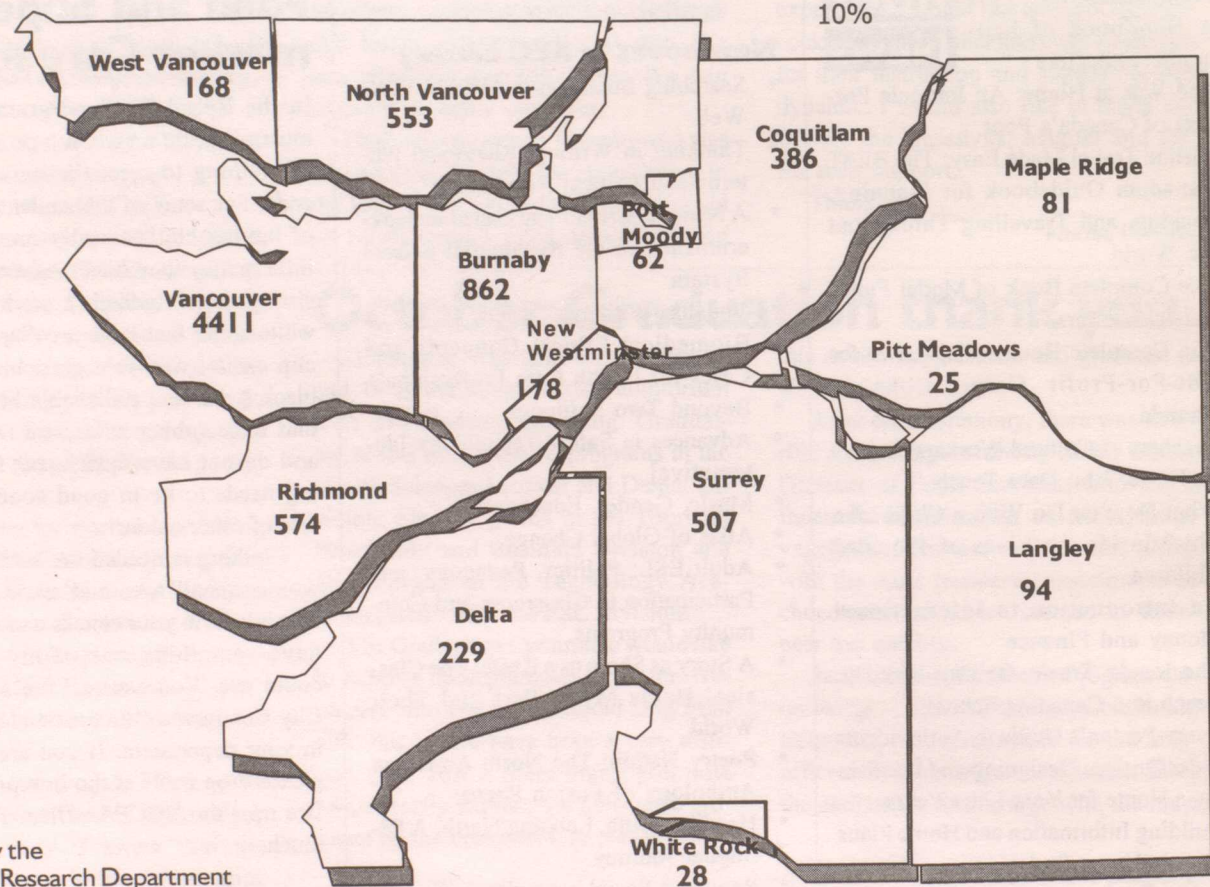 10%
West Vancouver
168
North Vancouver
553
Coquitlam
386
Maple Ridge
81
Port
Moody
62
Burnaby
862
Vancouver
4411
New
Westminster
178
Pitt Meadows
25
Richmond
574
Surrey
507
Langley
94
Delta
229
White Rock
28
y the
Research Department